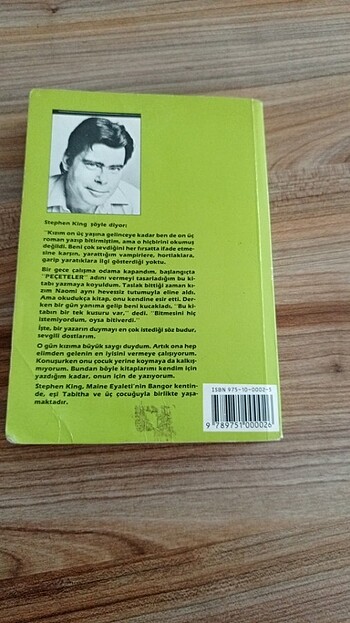 Stephen King şöyle diyor:
"Kızım on üç yaşına gelinceye kadar ben de on üç
roman yazıp bitirmiştim, ama o hiçbirini okumuş
değildi. Beni çok sevdiğini her fırsatta ifade etme-
sine karşın, yarattığım vampirlere, hortlaklara,
garip yaratıklara ilgi gösterdiği yoktu.
Bir gece çalışma odama kapandım, başlangıçta
"PEÇETELER" adını vermeyi tasarladığım bu ki-
tabı yazmaya koyuldum. Taslak bittiği zaman kı-
zım Naomi aynı hevessiz tutumuyla eline aldı.
Ama okudukça kitap, onu kendine esir etti. Der-
ken bir gün yanıma gelip beni kucakladı. "Bu ki-
tabın bir tek kusuru var," dedi. "Bitmesini hiç
istemiyordum, oysa bitiverdi."
İşte, bir yazarın duymayı en çok istediği söz budur,
sevgili dostlarım.
O gün kızıma büyük saygı duydum. Artık ona hep
elimden gelenin en iyisini vermeye çalışıyorum.
Konuşurken onu çocuk yerine koymaya da kalkış-
mıyorum. Bundan böyle kitaplarımı kendim için
yazdığım kadar, onun için de yazıyorum.
Stephen King, Maine Eyaleti'nin Bangor kentin-
de, eşi Tabitha ve üç çocuğuyla birlikte yaşa-
maktadır.
ISBN 975-10-0002-3
9 789751 000026